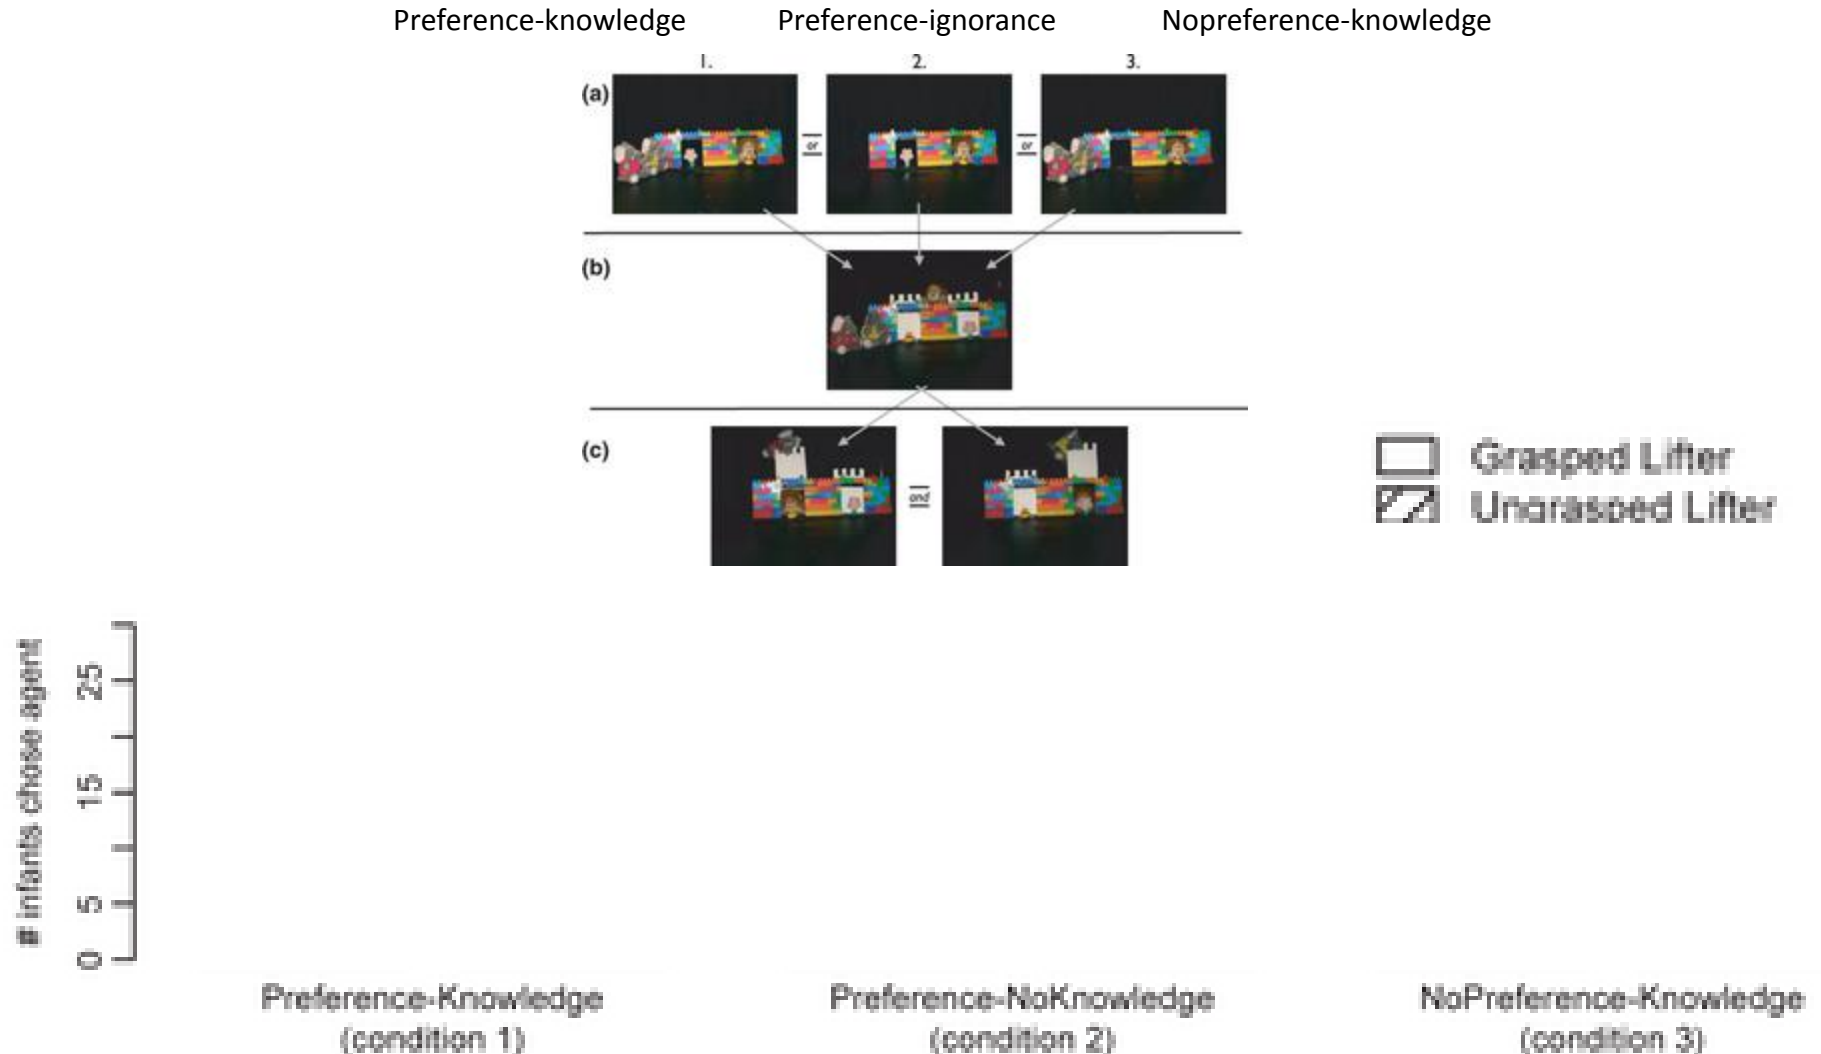 Preference-knowledge Preference-ignorance Nopreference-knowledge
1. 2. 3.
(a)
or or
(b)
(c)
and
Grasped Lifter
Ungrasped Lifter
# infants chose agent
25
15
5
0
Preference-Knowledge
(condition 1)
Preference-NoKnowledge
(condition 2)
NoPreference-Knowledge
(condition 3)